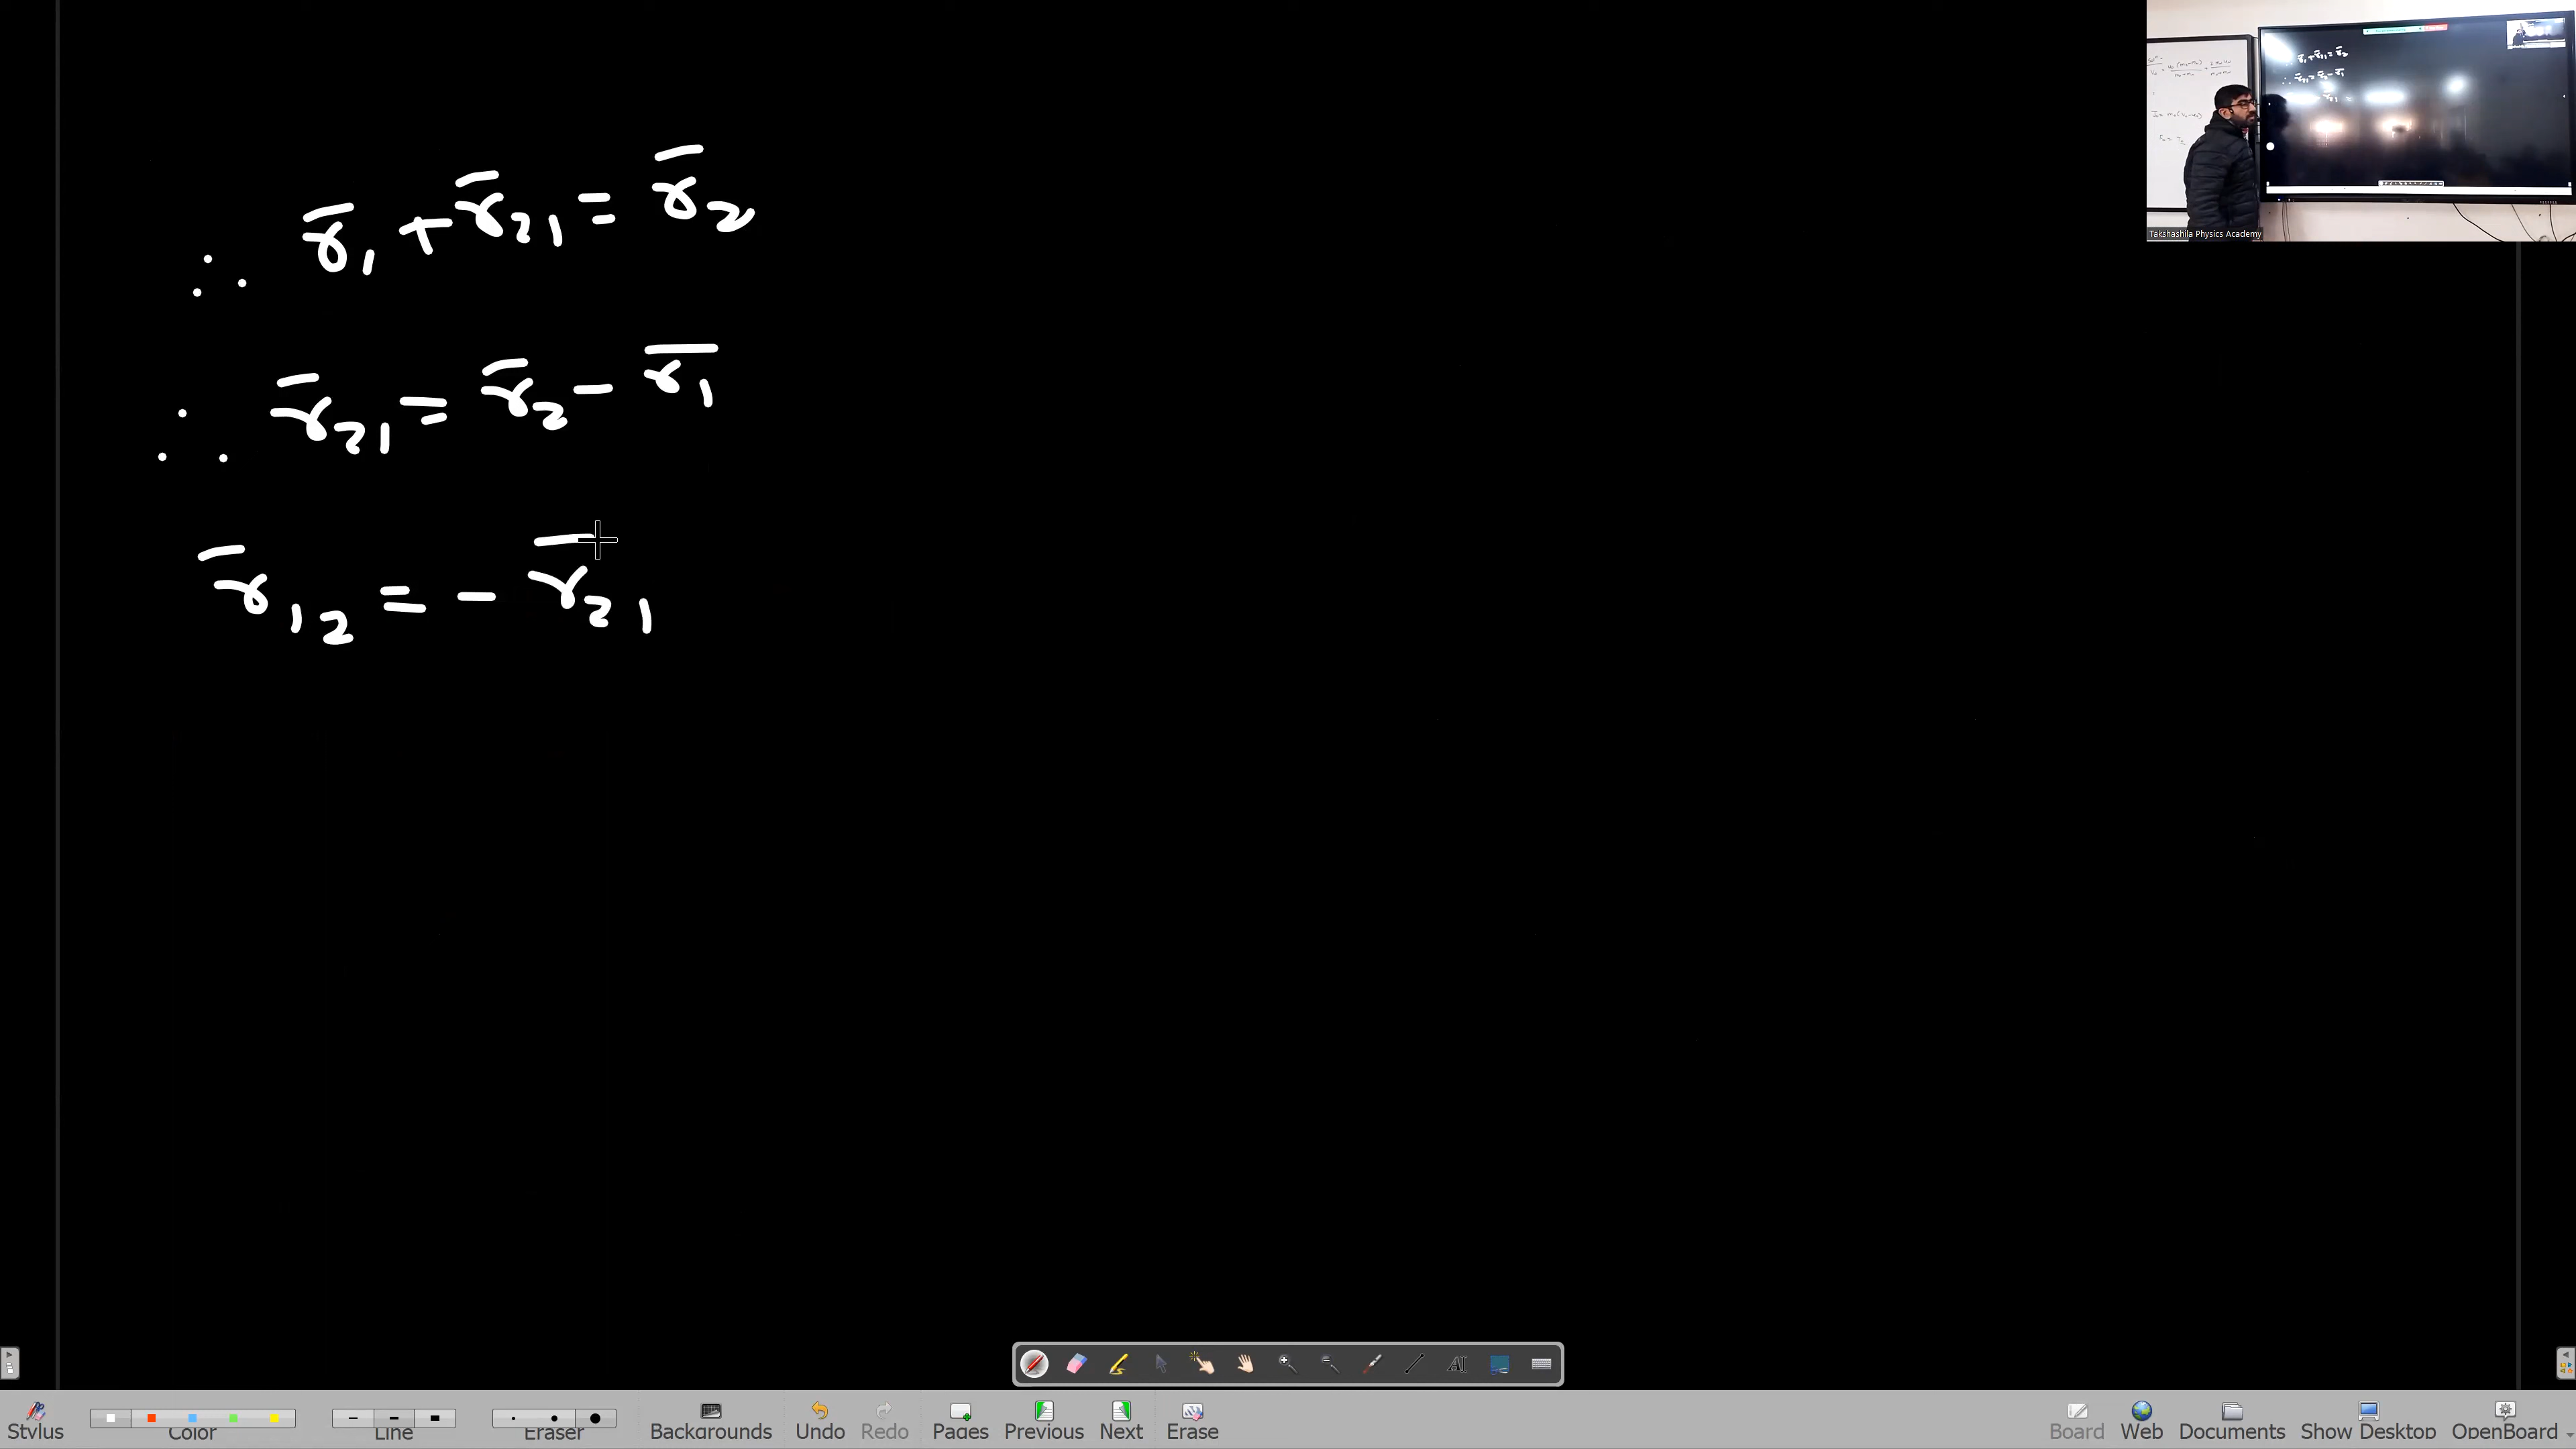 ∴ r̄₁ + r̄₂₁ = r̄₂
∴ r̄₂₁ = r̄₂ − r̄₁
r̄₁₂ = − r̄₂₁
Takshashila Physics Academy
Stylus Color Line Eraser Backgrounds Undo Redo Pages Previous Next Erase Board Web Documents Show Desktop OpenBoard